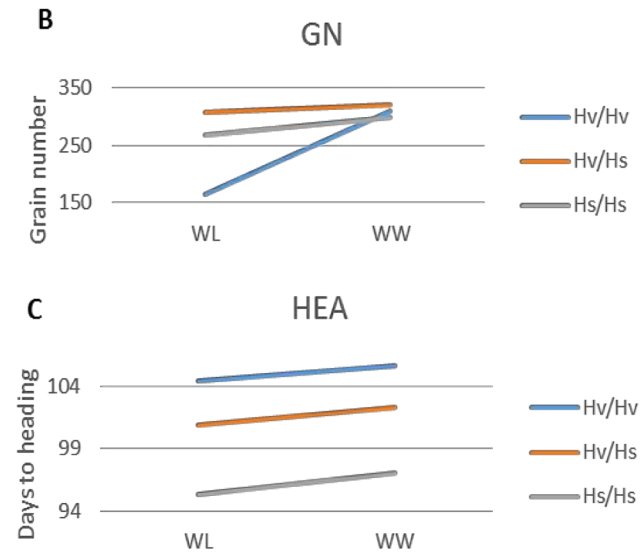 B
GN
350
250
150
Grain number
WL WW
Hv/Hv
Hv/Hs
Hs/Hs
C
HEA
104
99
94
Days to heading
WL WW
Hv/Hv
Hv/Hs
Hs/Hs